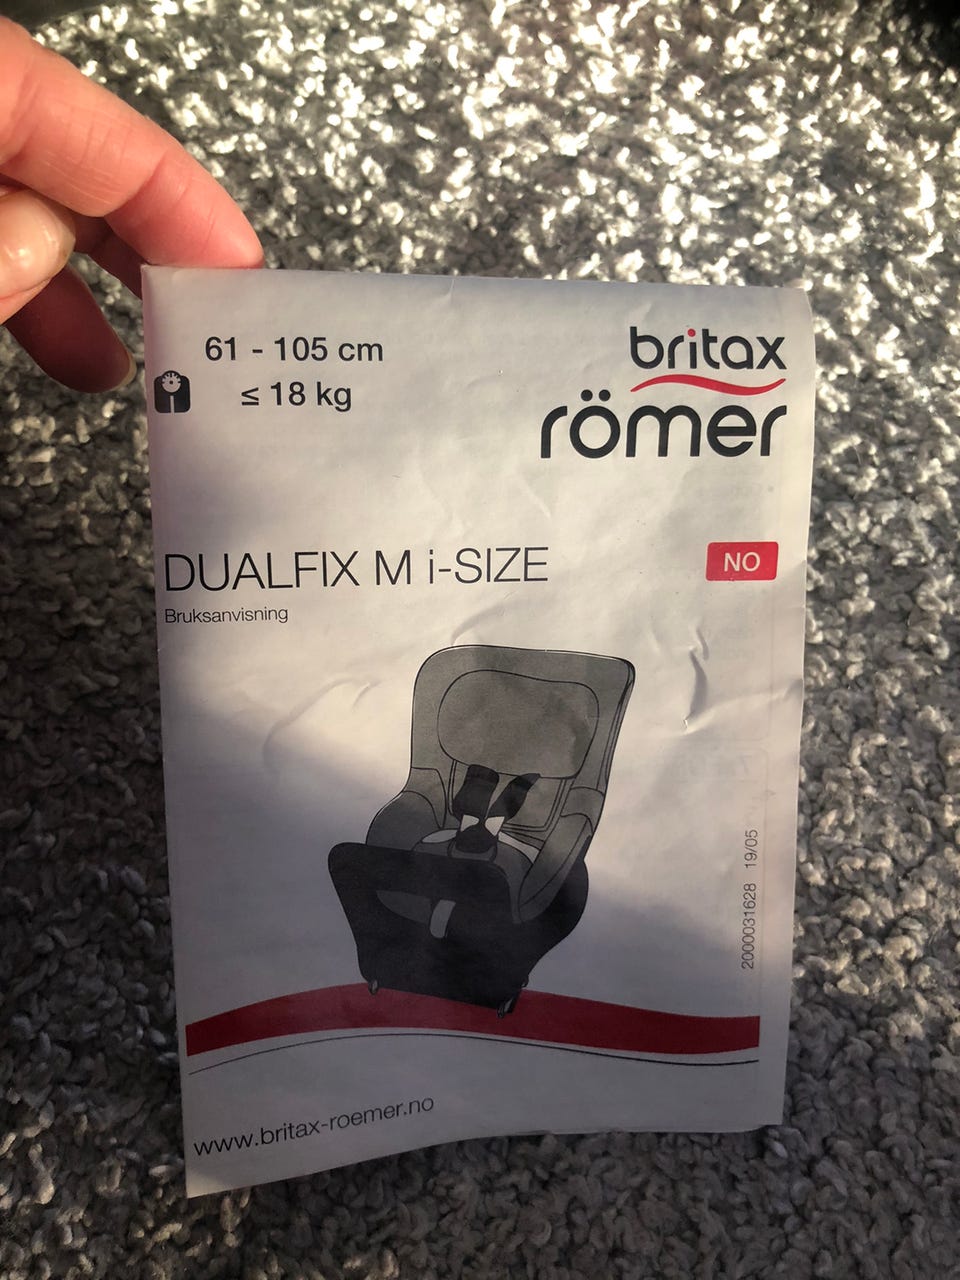 61 - 105 cm
≤ 18 kg
britax
römer
DUALFIX M i-SIZE
NO
Bruksanvisning
2000031628 19/05
www.britax-roemer.no